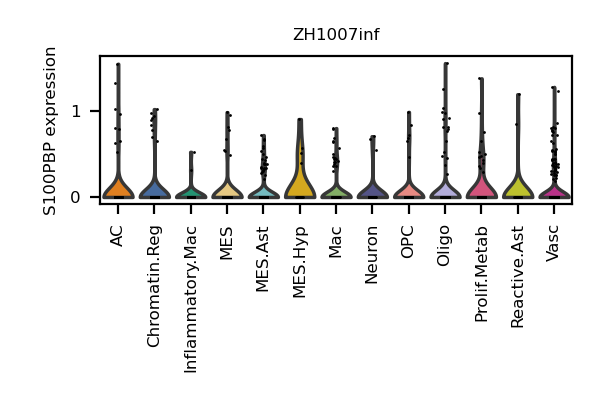 ZH1007inf
S100PBP expression
1
0
AC
Chromatin.Reg
Inflammatory.Mac
MES
MES.Ast
MES.Hyp
Mac
Neuron
OPC
Oligo
Prolif.Metab
Reactive.Ast
Vasc